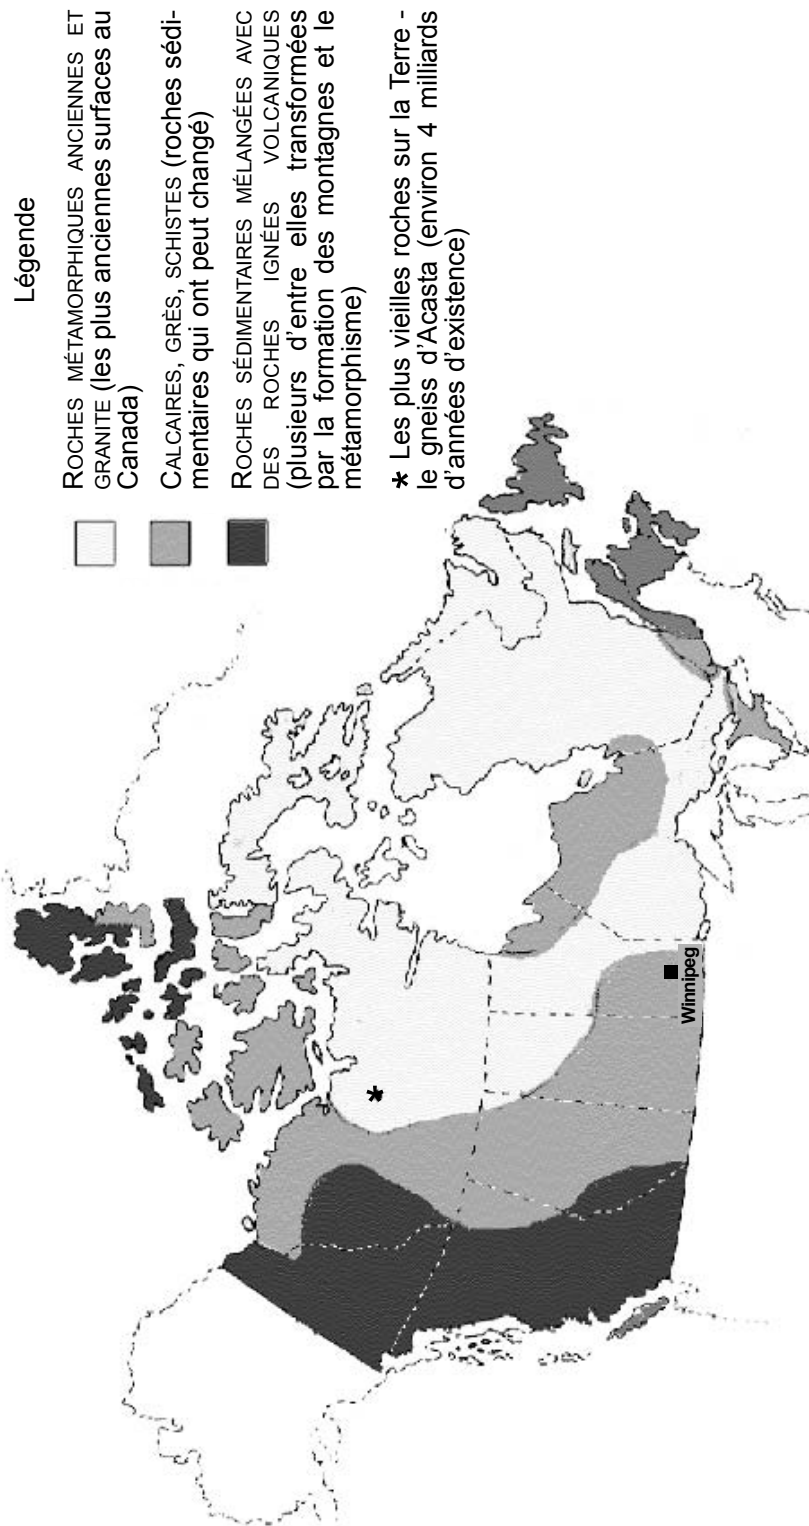 Légende
ROCHES MÉTAMORPHIQUES ANCIENNES ET
GRANITE (les plus anciennes surfaces au
Canada)
CALCAIRES, GRÈS, SCHISTES (roches sédi-
mentaires qui ont peut changé)
ROCHES SÉDIMENTAIRES MÉLANGÉES AVEC
DES ROCHES IGNÉES VOLCANIQUES
(plusieurs d'entre elles transformées
par la formation des montagnes et le
métamorphisme)
* Les plus vieilles roches sur la Terre -
le gneiss d'Acasta (environ 4 milliards
d'années d'existence)
*
Winnipeg